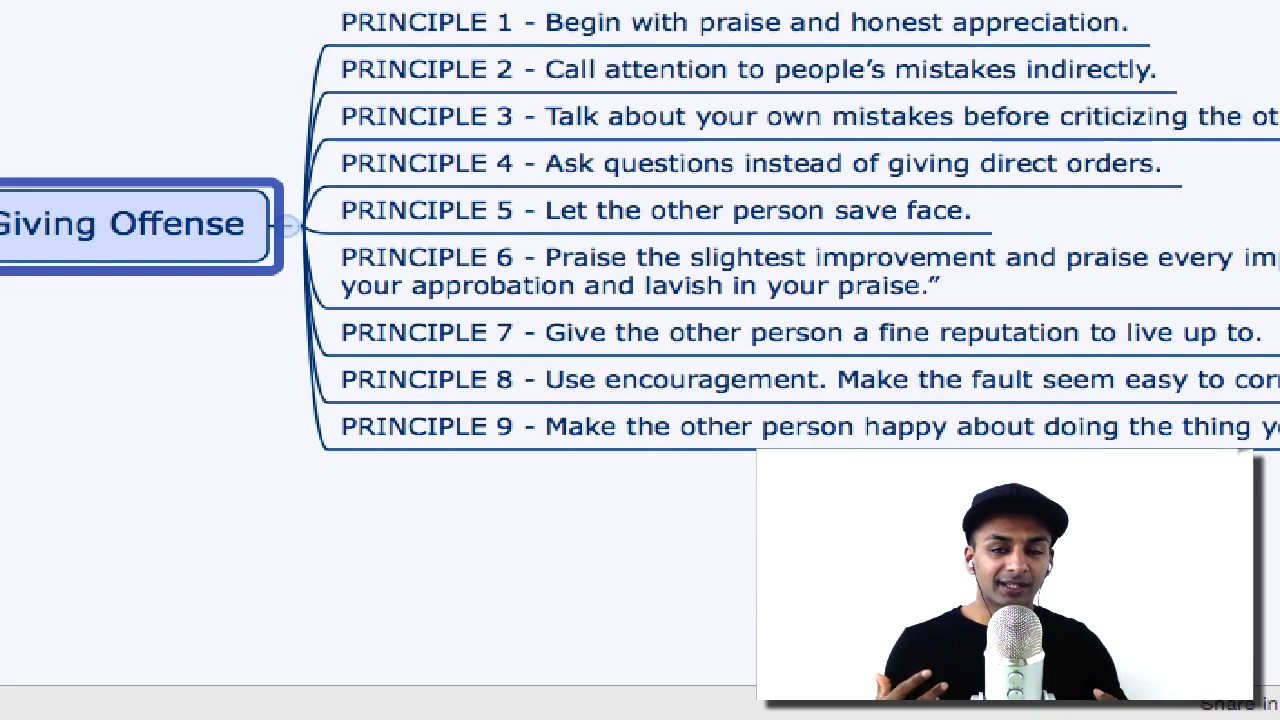 PRINCIPLE 1 - Begin with praise and honest appreciation.
PRINCIPLE 2 - Call attention to people’s mistakes indirectly.
PRINCIPLE 3 - Talk about your own mistakes before criticizing the
PRINCIPLE 4 - Ask questions instead of giving direct orders.
Giving Offense
PRINCIPLE 5 - Let the other person save face.
PRINCIPLE 6 - Praise the slightest improvement and praise every
your approbation and lavish in your praise.”
PRINCIPLE 7 - Give the other person a fine reputation to live up to.
PRINCIPLE 8 - Use encouragement. Make the fault seem easy to
PRINCIPLE 9 - Make the other person happy about doing the thing
Share in